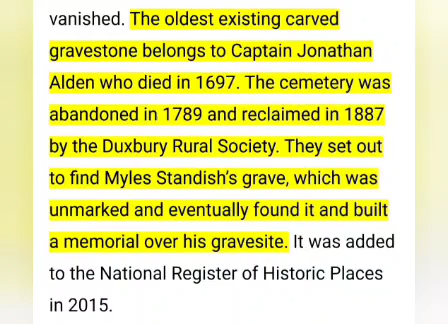 vanished. The oldest existing carved
gravestone belongs to Captain Jonathan
Alden who died in 1697. The cemetery was
abandoned in 1789 and reclaimed in 1887
by the Duxbury Rural Society. They set out
to find Myles Standish's grave, which was
unmarked and eventually found it and built
a memorial over his gravesite. It was added
to the National Register of Historic Places
in 2015.